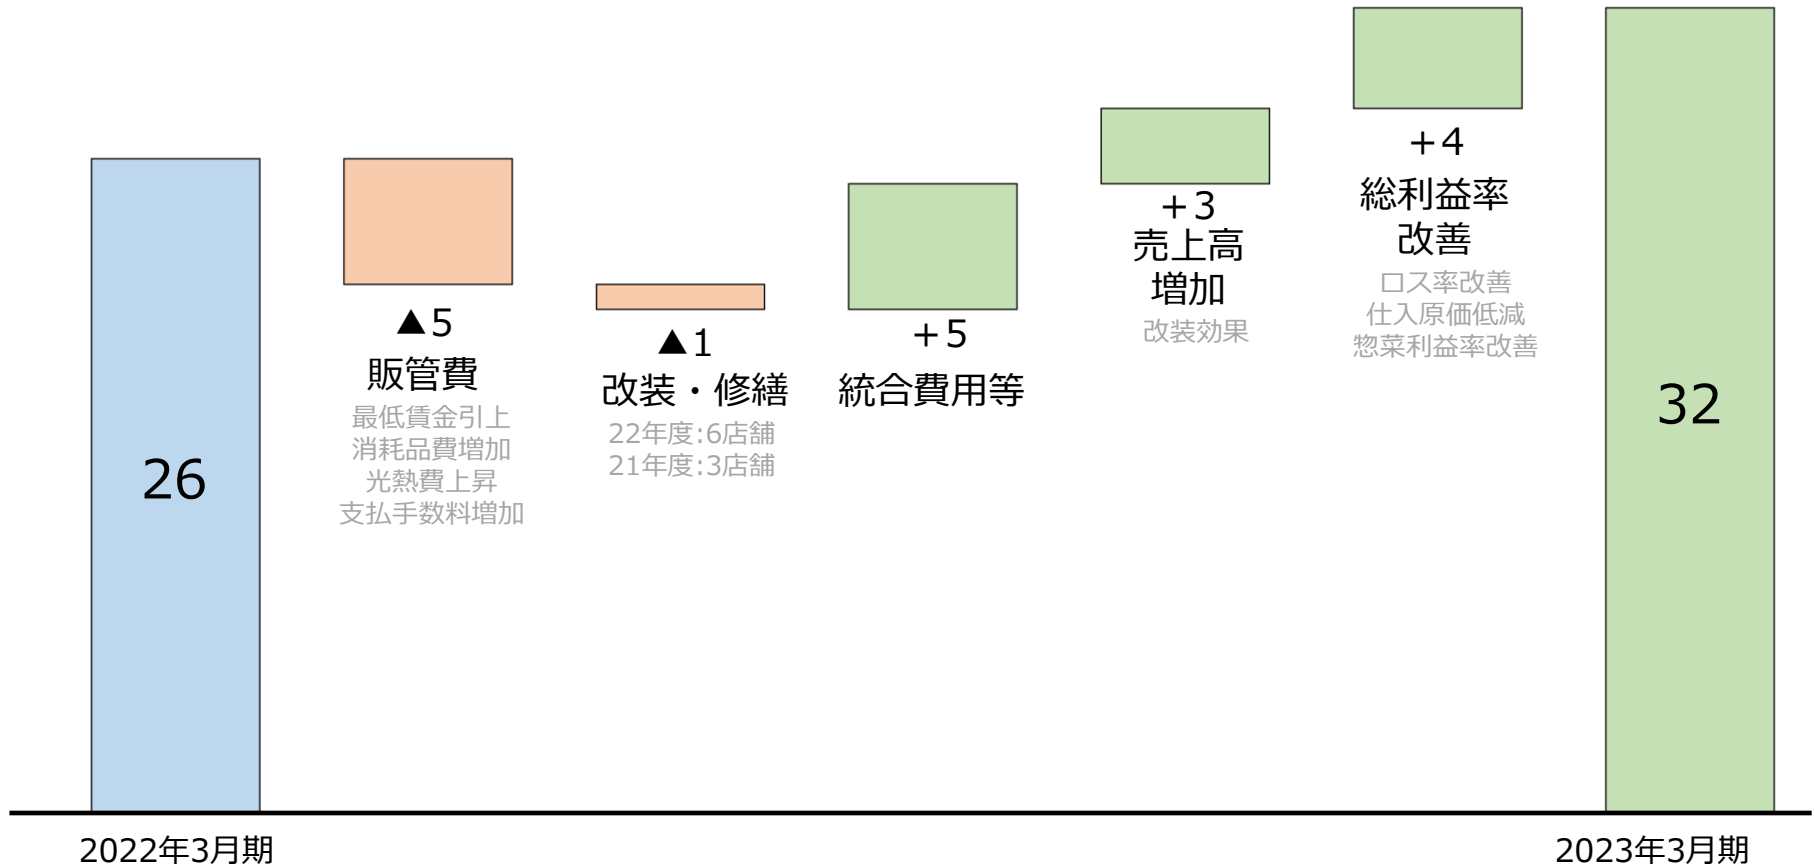 26
2022年3月期
▲5
販管費
最低賃金引上
消耗品費増加
光熱費上昇
支払手数料増加
▲1
改装・修繕
22年度:6店舗
21年度:3店舗
+5
統合費用等
+3
売上高
増加
改装効果
+4
総利益率
改善
ロス率改善
仕入原価低減
惣菜利益率改善
32
2023年3月期